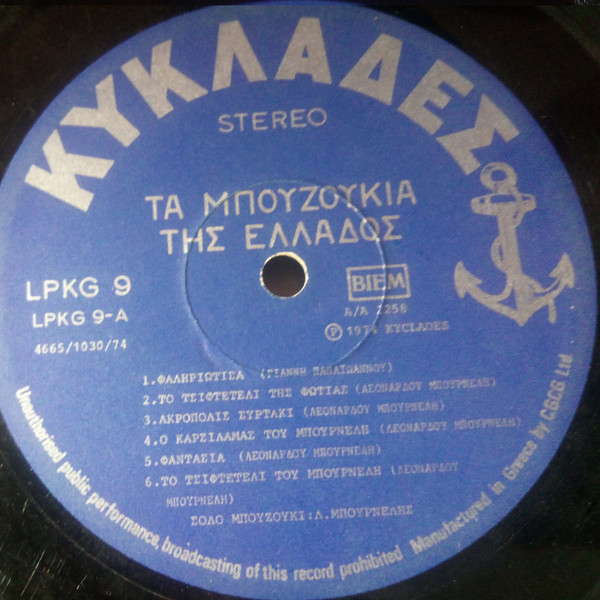 ΚΥΚΛΑΔΕΣ
STEREO
ΤΑ ΜΠΟΥΖΟΥΚΙΑ
ΤΗΣ ΕΛΛΑΔΟΣ
LPKG 9
LPKG 9-A
4665/1030/74
BIEM
A/A 2258
Ⓟ 1974 KYCLADES
1.ΦΑΛΗΡΙΩΤΙΣΑ (ΓΙΑΝΝΗ ΠΑΠΑΙΩΑΝΝΟΥ)
2.ΤΟ ΤΣΙΦΤΕΤΕΛΙ ΤΗΣ ΦΩΤΙΑΣ (ΛΕΟΝΑΡΔΟΥ ΜΠΟΥΡΝΕΛΗ)
3.ΑΚΡΟΠΟΛΙΣ ΣΥΡΤΑΚΙ (ΛΕΟΝΑΡΔΟΥ ΜΠΟΥΡΝΕΛΗ)
4.Ο ΚΑΡΣΙΛΑΜΑΣ ΤΟΥ ΜΠΟΥΡΝΕΛΗ (ΛΕΟΝΑΡΔΟΥ ΜΠΟΥΡΝΕΛΗ)
5.ΦΑΝΤΑΣΙΑ (ΛΕΟΝΑΡΔΟΥ ΜΠΟΥΡΝΕΛΗ)
6.ΤΟ ΤΣΙΦΤΕΤΕΛΙ ΤΟΥ ΜΠΟΥΡΝΕΛΗ (ΛΕΟΝΑΡΔΟΥ
ΜΠΟΥΡΝΕΛΗ)
ΣΟΛΟ ΜΠΟΥΖΟΥΚΙ:Λ.ΜΠΟΥΡΝΕΛΗΣ
Unauthorised public performance, broadcasting of this record prohibited Manufactured in Greece by C.G.C.G Ltd.